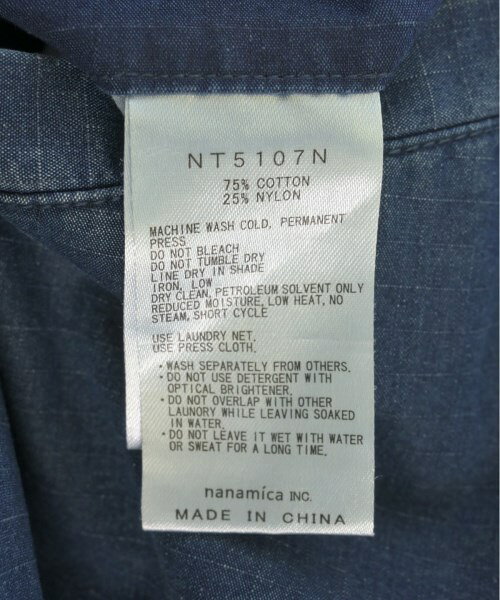 NT5107N
75% COTTON
25% NYLON
MACHINE WASH COLD, PERMANENT
PRESS
DO NOT BLEACH
DO NOT TUMBLE DRY
LINE DRY IN SHADE
IRON, LOW
DRY CLEAN, PETROLEUM SOLVENT ONLY
REDUCED MOISTURE, LOW HEAT, NO
STEAM, SHORT CYCLE
USE LAUNDRY NET.
USE PRESS CLOTH.
・WASH SEPARATELY FROM OTHERS.
・DO NOT USE DETERGENT WITH
OPTICAL BRIGHTENER.
・DO NOT OVERLAP WITH OTHER
LAUNDRY WHILE LEAVING SOAKED
IN WATER.
・DO NOT LEAVE IT WET WITH WATER
OR SWEAT FOR A LONG TIME.
nanamica INC.
MADE IN CHINA